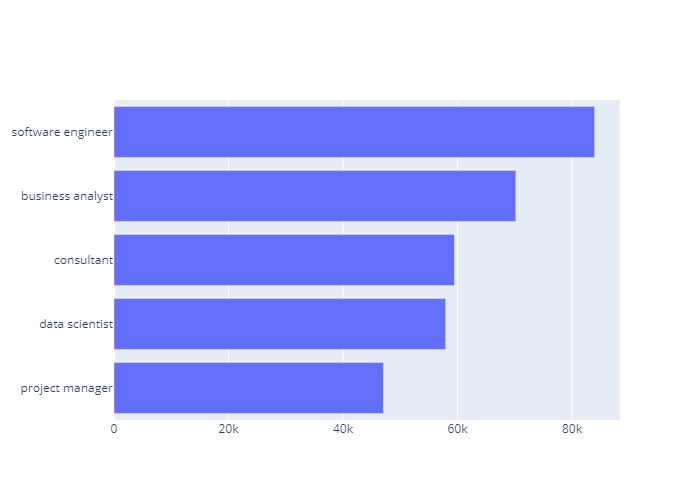 software engineer
business analyst
consultant
data scientist
project manager
0 20k 40k 60k 80k